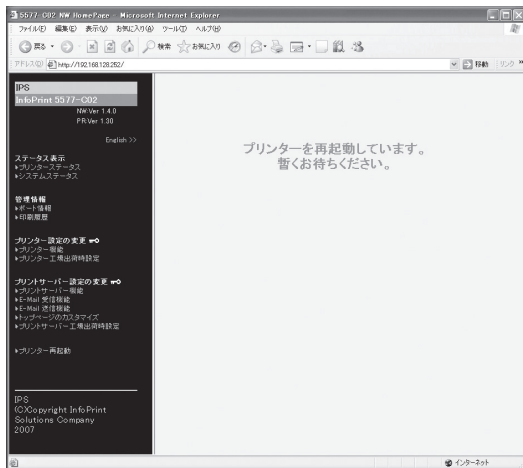 5577-C02 NW HomePage - Microsoft Internet Explorer
ファイル(F) 編集(E) 表示(V) お気に入り(A) ツール(T) ヘルプ(H)
戻る 検索 お気に入り
アドレス(D) http://192.168.128.252/ 移動 リンク »
IPS
InfoPrint 5577-C02
NW:Ver 1.4.0
PR:Ver 1.30
English >>
ステータス表示
プリンターステータス
システムステータス
管理情報
ポート情報
印刷履歴
プリンター設定の変更
プリンター機能
プリンター工場出荷時設定
プリントサーバー設定の変更
プリントサーバー機能
E-Mail 受信機能
E-Mail 送信機能
トップページのカスタマイズ
プリントサーバー工場出荷時設定
プリンター再起動
IPS
(C)Copyright InfoPrint
Solutions Company
2007
プリンターを再起動しています。
暫くお待ちください。
インターネット